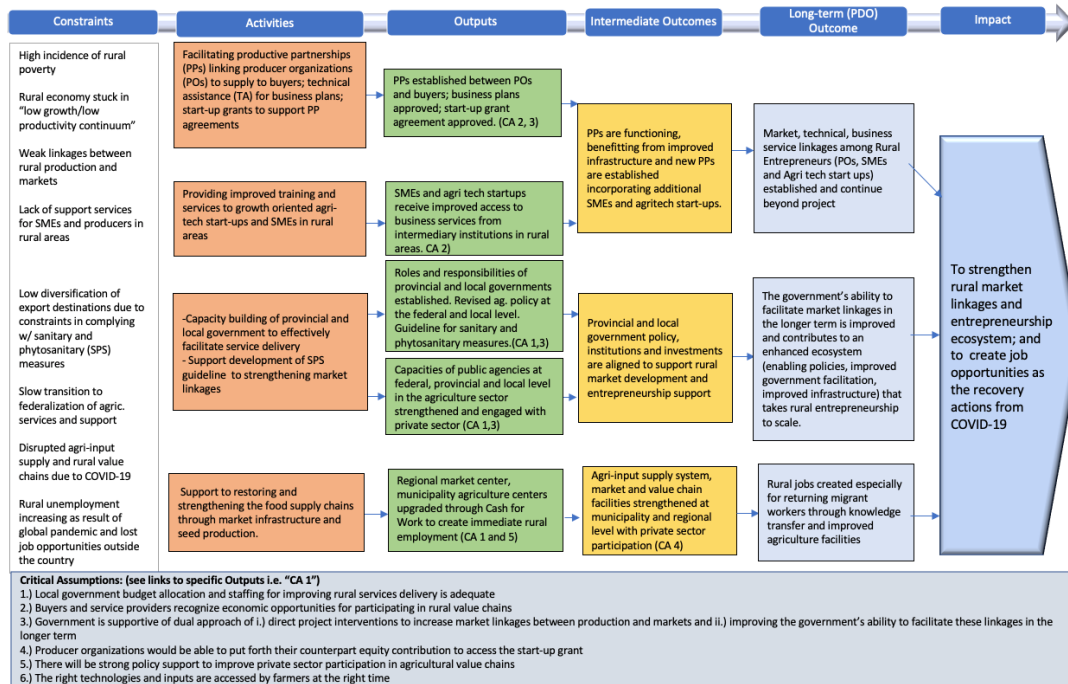 Constraints
Activities
Outputs
Intermediate Outcomes
Long-term (PDO)
Outcome
Impact
High incidence of rural
poverty
Rural economy stuck in
“low growth/low
productivity continuum”
Weak linkages between
rural production and
markets
Lack of support services
for SMEs and producers in
rural areas
Low diversification of
export destinations due to
constraints in complying
w/ sanitary and
phytosanitary (SPS)
measures
Slow transition to
federalization of agric.
services and support
Disrupted agri-input
supply and rural value
chains due to COVID-19
Rural unemployment
increasing as result of
global pandemic and lost
job opportunities outside
the country
Facilitating productive partnerships
(PPs) linking producer organizations
(POs) to supply to buyers; technical
assistance (TA) for business plans;
start-up grants to support PP
agreements
PPs established between POs
and buyers; business plans
approved; start-up grant
agreement approved. (CA 2, 3)
PPs are functioning,
benefitting from improved
infrastructure and new PPs
are established
incorporating additional
SMEs and agritech start-ups.
Market, technical, business
service linkages among Rural
Entrepreneurs (POs, SMEs
and Agri tech start ups)
established and continue
beyond project
Providing improved training and
services to growth oriented agri-
tech start-ups and SMEs in rural
areas
SMEs and agri tech startups
receive improved access to
business services from
intermediary institutions in rural
areas. CA 2)
-Capacity building of provincial and
local government to effectively
facilitate service delivery
- Support development of SPS
guideline to strengthening market
linkages
Roles and responsibilities of
provincial and local governments
established. Revised ag. policy at
the federal and local level.
Guideline for sanitary and
phytosanitary measures.(CA 1,3)
Capacities of public agencies at
federal, provincial and local level
in the agriculture sector
strengthened and engaged with
private sector (CA 1,3)
Provincial and local
government policy,
institutions and investments
are aligned to support rural
market development and
entrepreneurship support
The government’s ability to
facilitate market linkages in
the longer term is improved
and contributes to an
enhanced ecosystem
(enabling policies, improved
government facilitation,
improved infrastructure) that
takes rural entrepreneurship
to scale.
Support to restoring and
strengthening the food supply chains
through market infrastructure and
seed production.
Regional market center,
municipality agriculture centers
upgraded through Cash for
Work to create immediate rural
employment (CA 1 and 5)
Agri-input supply system,
market and value chain
facilities strengthened at
municipality and regional
level with private sector
participation (CA 4)
Rural jobs created especially
for returning migrant
workers through knowledge
transfer and improved
agriculture facilities
To strengthen
rural market
linkages and
entrepreneurship
ecosystem; and
to create job
opportunities as
the recovery
actions from
COVID-19
Critical Assumptions: (see links to specific Outputs i.e. “CA 1”)
1.) Local government budget allocation and staffing for improving rural services delivery is adequate
2.) Buyers and service providers recognize economic opportunities for participating in rural value chains
3.) Government is supportive of dual approach of i.) direct project interventions to increase market linkages between production and markets and ii.) improving the government’s ability to facilitate these linkages in the
longer term
4.) Producer organizations would be able to put forth their counterpart equity contribution to access the start-up grant
5.) There will be strong policy support to improve private sector participation in agricultural value chains
6.) The right technologies and inputs are accessed by farmers at the right time